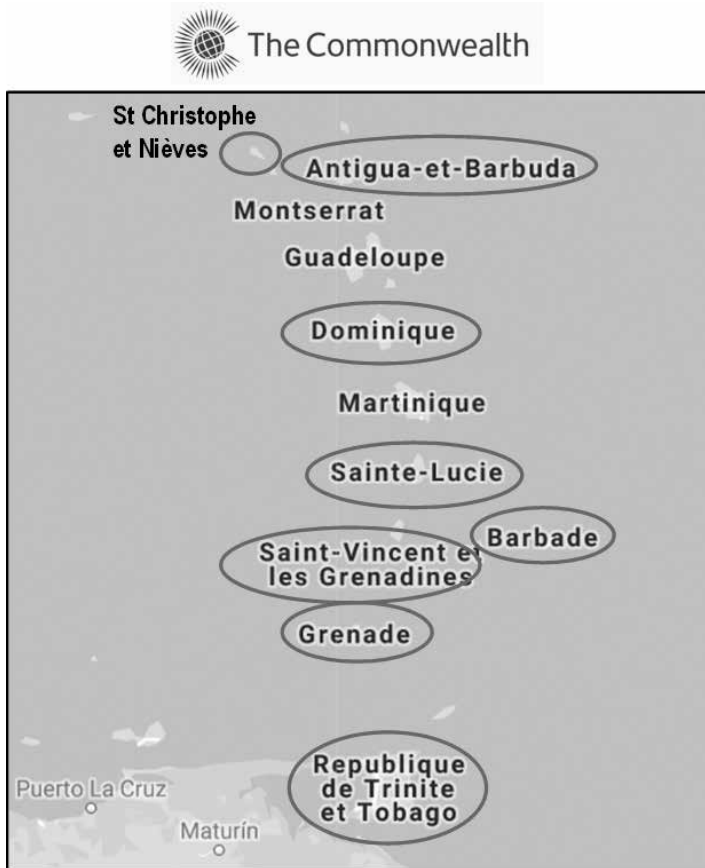 The Commonwealth
St Christophe
et Nièves
Antigua-et-Barbuda
Montserrat
Guadeloupe
Dominique
Martinique
Sainte-Lucie
Barbade
Saint-Vincent et
les Grenadines
Grenade
Republique
de Trinite
et Tobago
Puerto La Cruz
Maturín